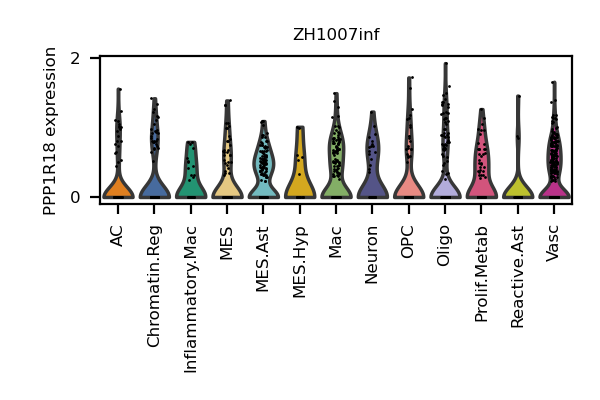 ZH1007inf
PPP1R18 expression
2
0
AC
Chromatin.Reg
Inflammatory.Mac
MES
MES.Ast
MES.Hyp
Mac
Neuron
OPC
Oligo
Prolif.Metab
Reactive.Ast
Vasc